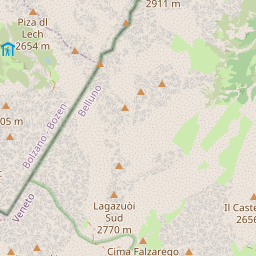 2911 m
Piza dl
Lech
2654 m
05 m
Bolzano - Bozen
Belluno
Veneto
Lagazuòi
Sud
2770 m
Il Caste
2656
Cima Falzarego